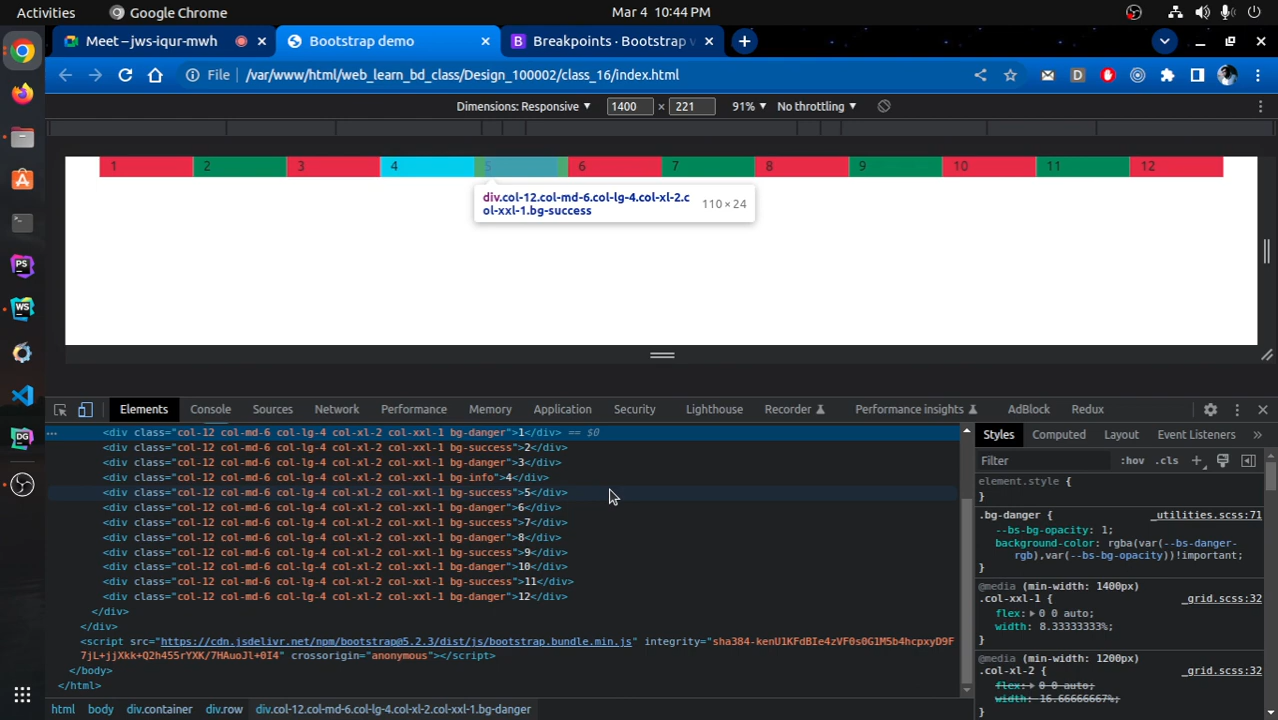 Activities Google Chrome Mar 4 10:44 PM
Meet – jws-iqur-mwh Bootstrap demo Breakpoints · Bootstrap v
File /var/www/html/web_learn_bd_class/Design_100002/class_16/index.html
Dimensions: Responsive 1400 × 221 91% No throttling
1 2 3 4 5 6 7 8 9 10 11 12
div.col-12.col-md-6.col-lg-4.col-xl-2.c
ol-xxl-1.bg-success 110 × 24
Elements Console Sources Network Performance Memory Application Security Lighthouse Recorder Performance insights AdBlock Redux
<div class="col-12 col-md-6 col-lg-4 col-xl-2 col-xxl-1 bg-danger">1</div> == $0
<div class="col-12 col-md-6 col-lg-4 col-xl-2 col-xxl-1 bg-success">2</div>
<div class="col-12 col-md-6 col-lg-4 col-xl-2 col-xxl-1 bg-danger">3</div>
<div class="col-12 col-md-6 col-lg-4 col-xl-2 col-xxl-1 bg-info">4</div>
<div class="col-12 col-md-6 col-lg-4 col-xl-2 col-xxl-1 bg-success">5</div>
<div class="col-12 col-md-6 col-lg-4 col-xl-2 col-xxl-1 bg-danger">6</div>
<div class="col-12 col-md-6 col-lg-4 col-xl-2 col-xxl-1 bg-success">7</div>
<div class="col-12 col-md-6 col-lg-4 col-xl-2 col-xxl-1 bg-danger">8</div>
<div class="col-12 col-md-6 col-lg-4 col-xl-2 col-xxl-1 bg-success">9</div>
<div class="col-12 col-md-6 col-lg-4 col-xl-2 col-xxl-1 bg-danger">10</div>
<div class="col-12 col-md-6 col-lg-4 col-xl-2 col-xxl-1 bg-success">11</div>
<div class="col-12 col-md-6 col-lg-4 col-xl-2 col-xxl-1 bg-danger">12</div>
</div>
</div>
<script src="https://cdn.jsdelivr.net/npm/bootstrap@5.2.3/dist/js/bootstrap.bundle.min.js" integrity="sha384-kenU1KFdBIe4zVF0s0G1M5b4hcpxyD9F
7jL+jjXkk+Q2h455rYXK/7HAuoJl+0I4" crossorigin="anonymous"></script>
</body>
</html>
html body div.container div.row div.col-12.col-md-6.col-lg-4.col-xl-2.col-xxl-1.bg-danger
Styles Computed Layout Event Listeners
Filter :hov .cls
element.style {
}
.bg-danger { _utilities.scss:71
--bs-bg-opacity: 1;
background-color: rgba(var(--bs-danger-
rgb),var(--bs-bg-opacity))!important;
}
@media (min-width: 1400px)
.col-xxl-1 { _grid.scss:32
flex: 0 0 auto;
width: 8.33333333%;
}
@media (min-width: 1200px)
.col-xl-2 { _grid.scss:32
flex: 0 0 auto;
width: 16.66666667%;
}